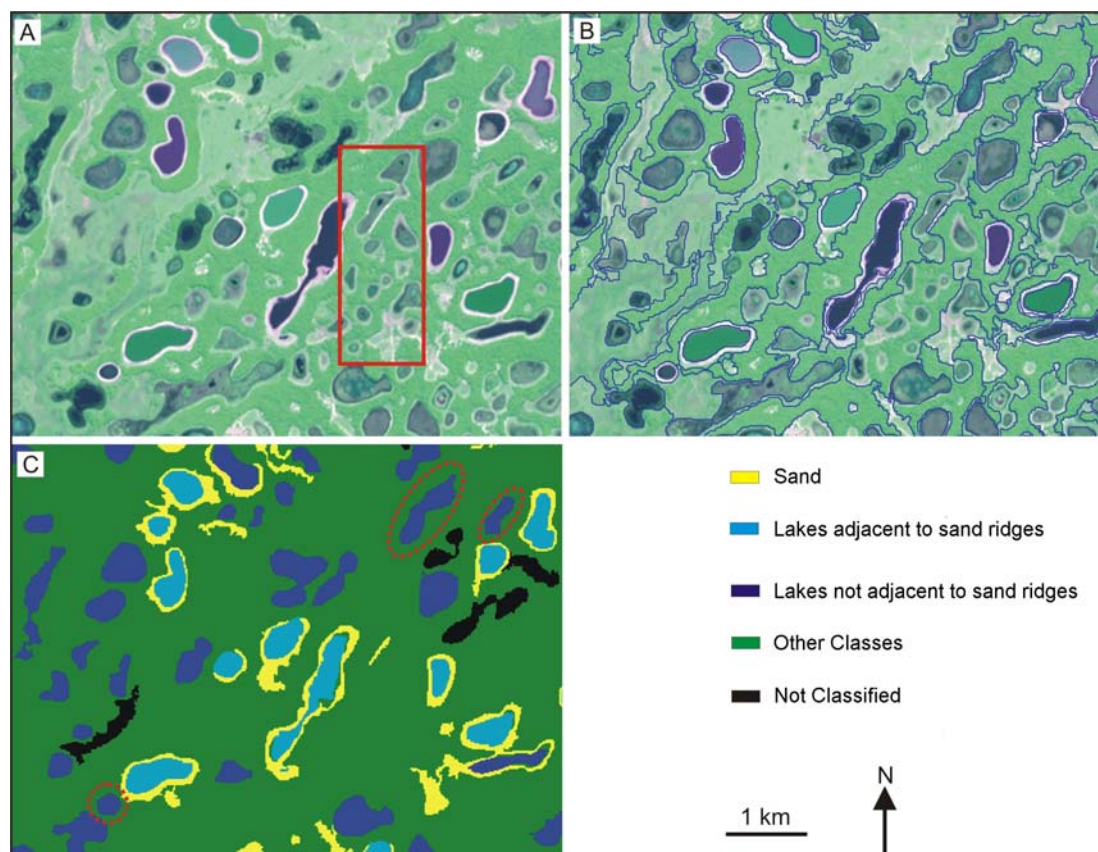 A
B
C
Sand
Lakes adjacent to sand ridges
Lakes not adjacent to sand ridges
Other Classes
Not Classified
1 km
N